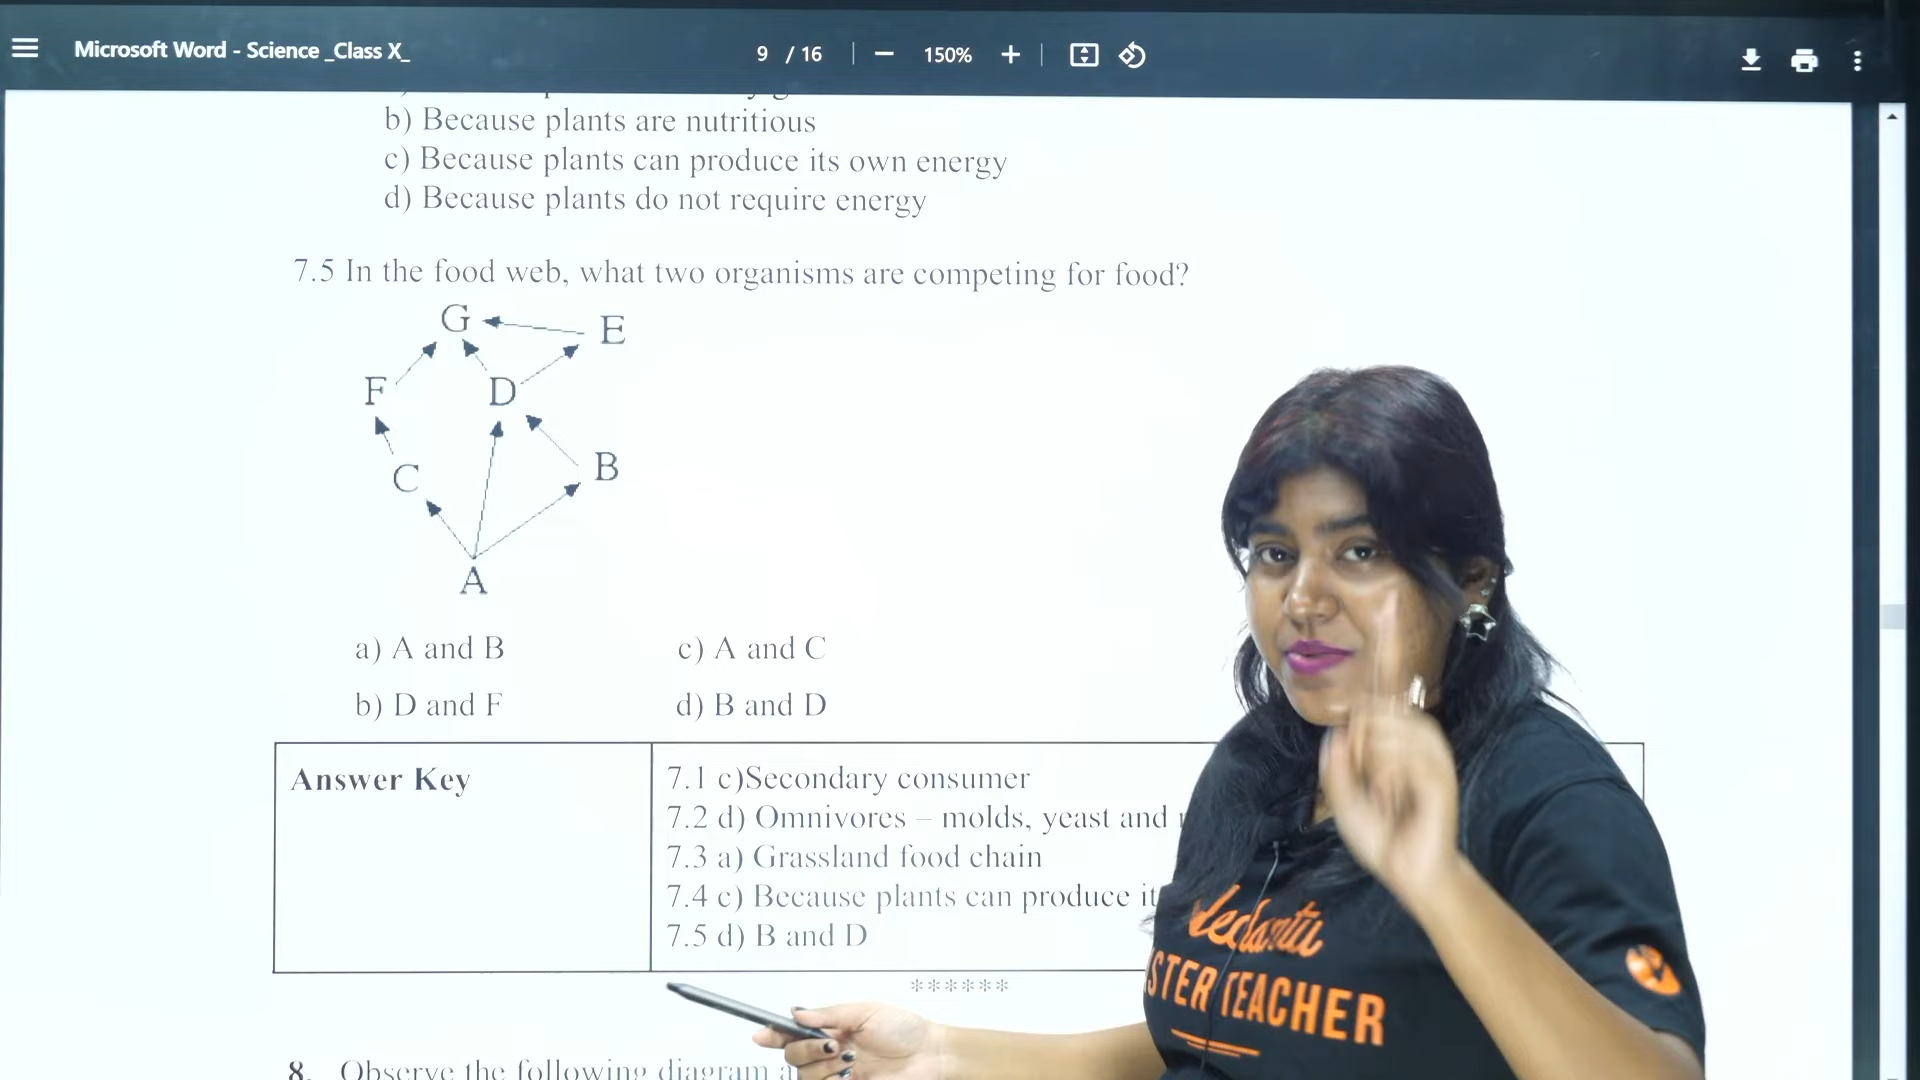 Microsoft Word - Science _Class X_
9 / 16
150%
b) Because plants are nutritious
c) Because plants can produce its own energy
d) Because plants do not require energy
7.5 In the food web, what two organisms are competing for food?
G
E
F
D
C
B
A
a) A and B
c) A and C
b) D and F
d) B and D
Answer Key
7.1 c)Secondary consumer
7.2 d) Omnivores – molds, yeast and
7.3 a) Grassland food chain
7.4 c) Because plants can produce
7.5 d) B and D
******
8. Observe the following diagram
Vedantu
TEACHER